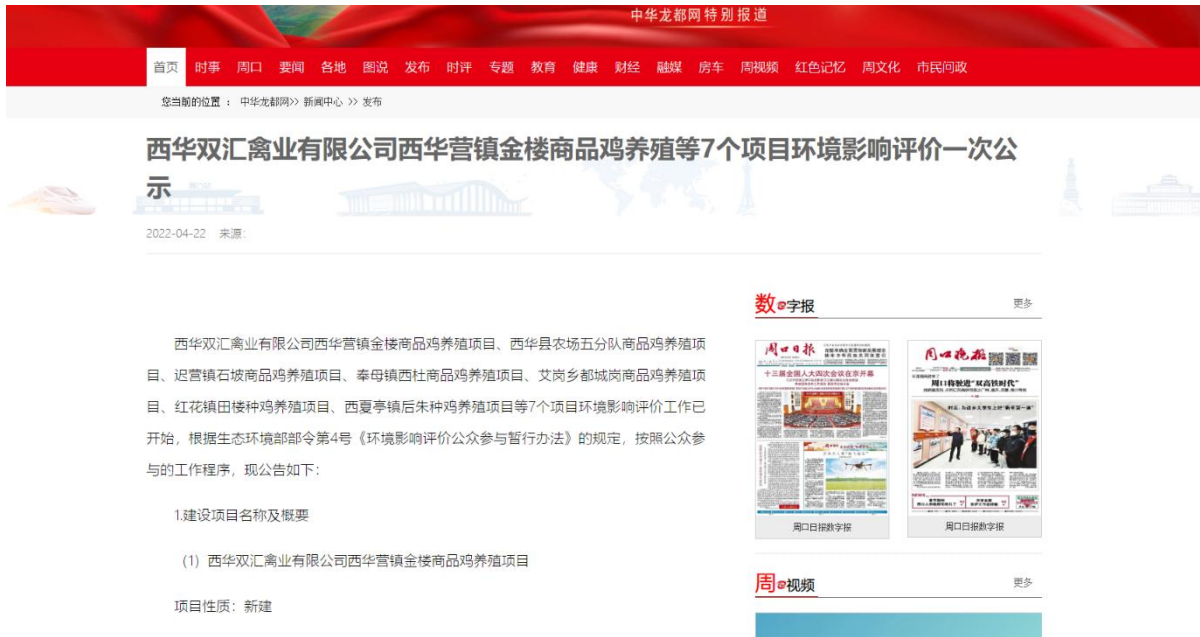 中华龙都网特别报道
首页 时事 周口 要闻 各地 图说 发布 时评 专题 教育 健康 财经 融媒 房车 周视频 红色记忆 周文化 市民问政
您当前的位置 ： 中华龙都网>> 新闻中心 >> 发布
西华双汇禽业有限公司西华营镇金楼商品鸡养殖等7个项目环境影响评价一次公
示
2022-04-22 来源:
西华双汇禽业有限公司西华营镇金楼商品鸡养殖项目、西华县农场五分队商品鸡养殖项
目、迟营镇石坡商品鸡养殖项目、奉母镇西杜商品鸡养殖项目、艾岗乡都城岗商品鸡养殖项
目、红花镇田楼种鸡养殖项目、西夏亭镇后朱种鸡养殖项目等7个项目环境影响评价工作已
开始，根据生态环境部部令第4号《环境影响评价公众参与暂行办法》的规定，按照公众参
与的工作程序，现公告如下：
1.建设项目名称及概要
（1）西华双汇禽业有限公司西华营镇金楼商品鸡养殖项目
项目性质：新建
数字报 更多
周口日报
十三届全国人大四次会议在京开幕
周口日报数字报
周口晚报
周口将驶进“双高铁时代”
周口日报数字报
周视频 更多